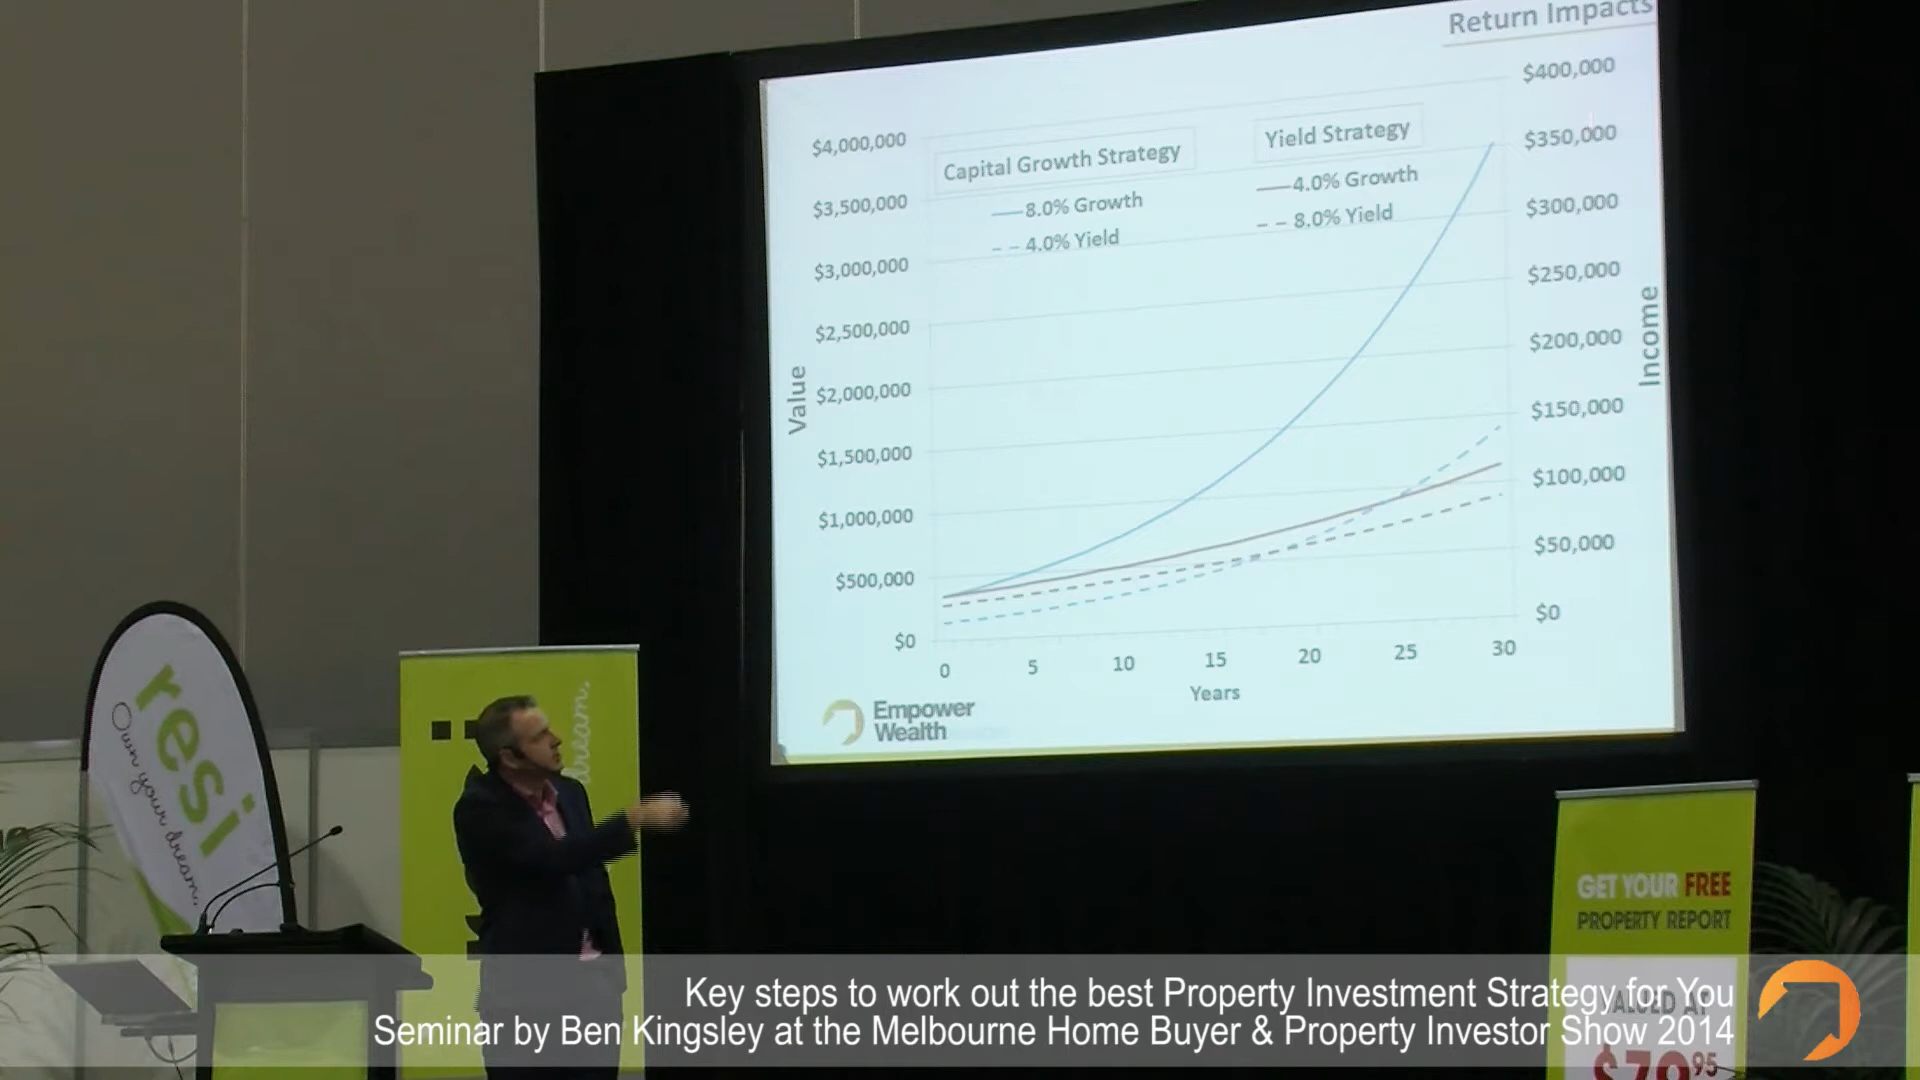 Return Impacts
$4,000,000
$3,500,000
$3,000,000
$2,500,000
$2,000,000
$1,500,000
$1,000,000
$500,000
$0
Value
Capital Growth Strategy
8.0% Growth
4.0% Yield
Yield Strategy
4.0% Growth
8.0% Yield
$400,000
$350,000
$300,000
$250,000
$200,000
$150,000
$100,000
$50,000
$0
Income
0 5 10 15 20 25 30
Years
Empower
Wealth
resi
Own your dream.
dream.
GET YOUR FREE
PROPERTY REPORT
VALUED AT
$79.95
Key steps to work out the best Property Investment Strategy for You
Seminar by Ben Kingsley at the Melbourne Home Buyer & Property Investor Show 2014